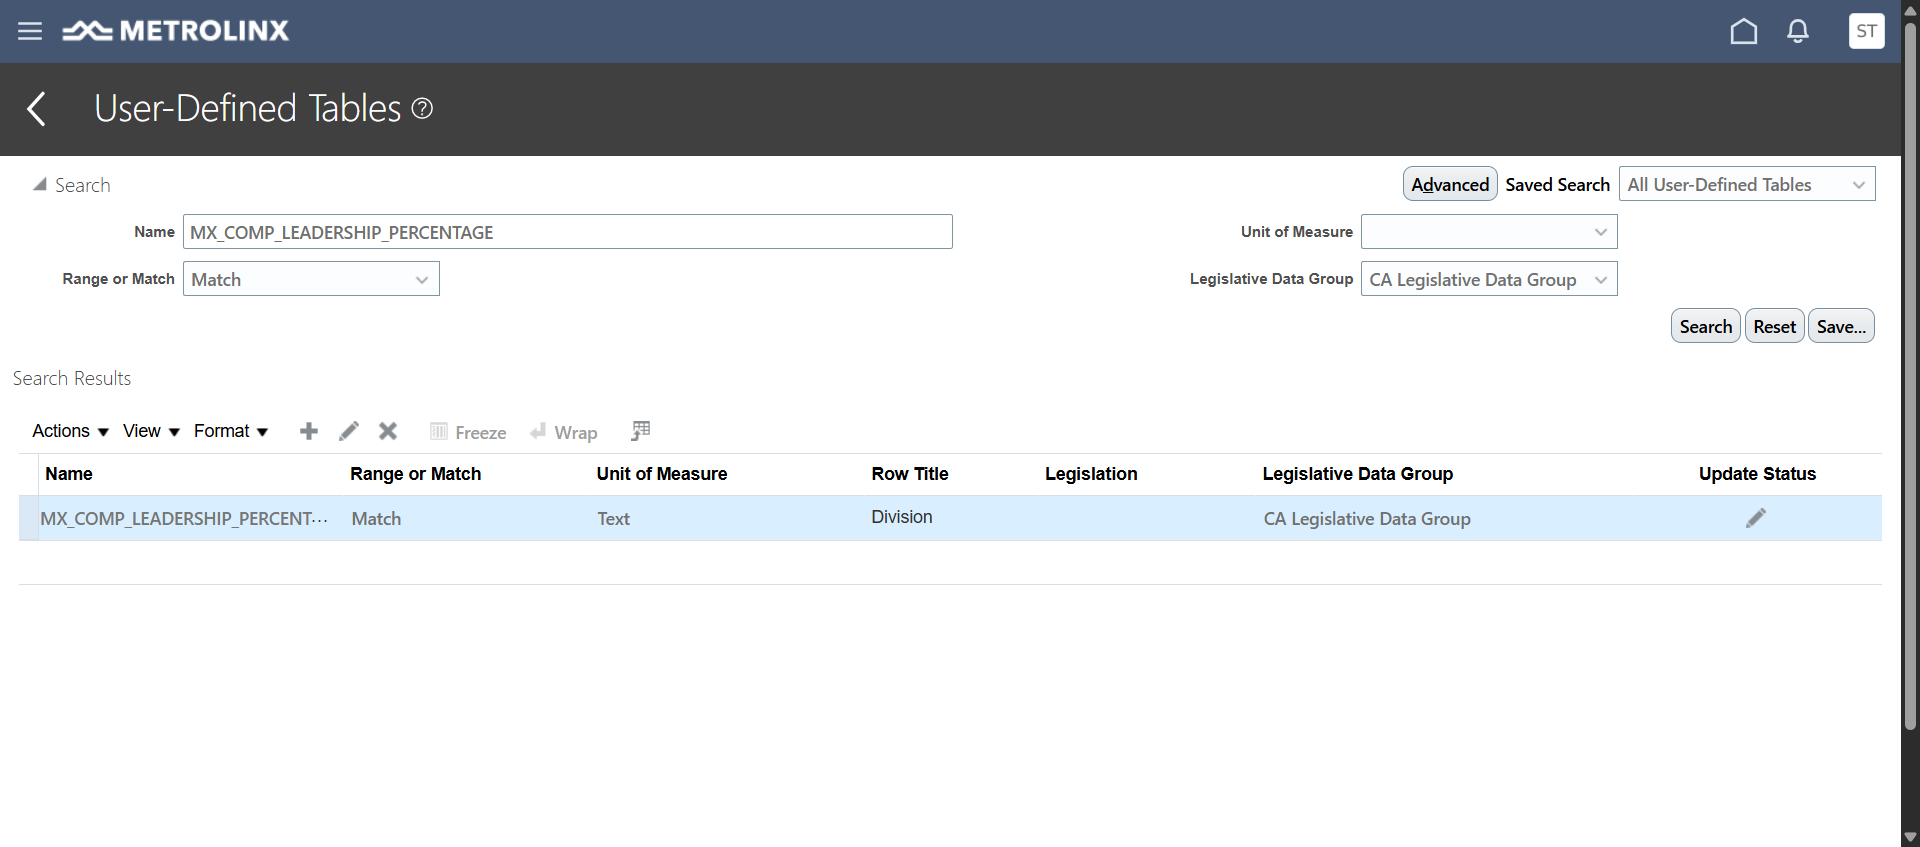 METROLINX
ST
User-Defined Tables ?
Search
Advanced Saved Search All User-Defined Tables
Name MX_COMP_LEADERSHIP_PERCENTAGE
Unit of Measure
Range or Match Match
Legislative Data Group CA Legislative Data Group
Search Reset Save...
Search Results
Actions View Format Freeze Wrap
Name Range or Match Unit of Measure Row Title Legislation Legislative Data Group Update Status
MX_COMP_LEADERSHIP_PERCENT... Match Text Division CA Legislative Data Group